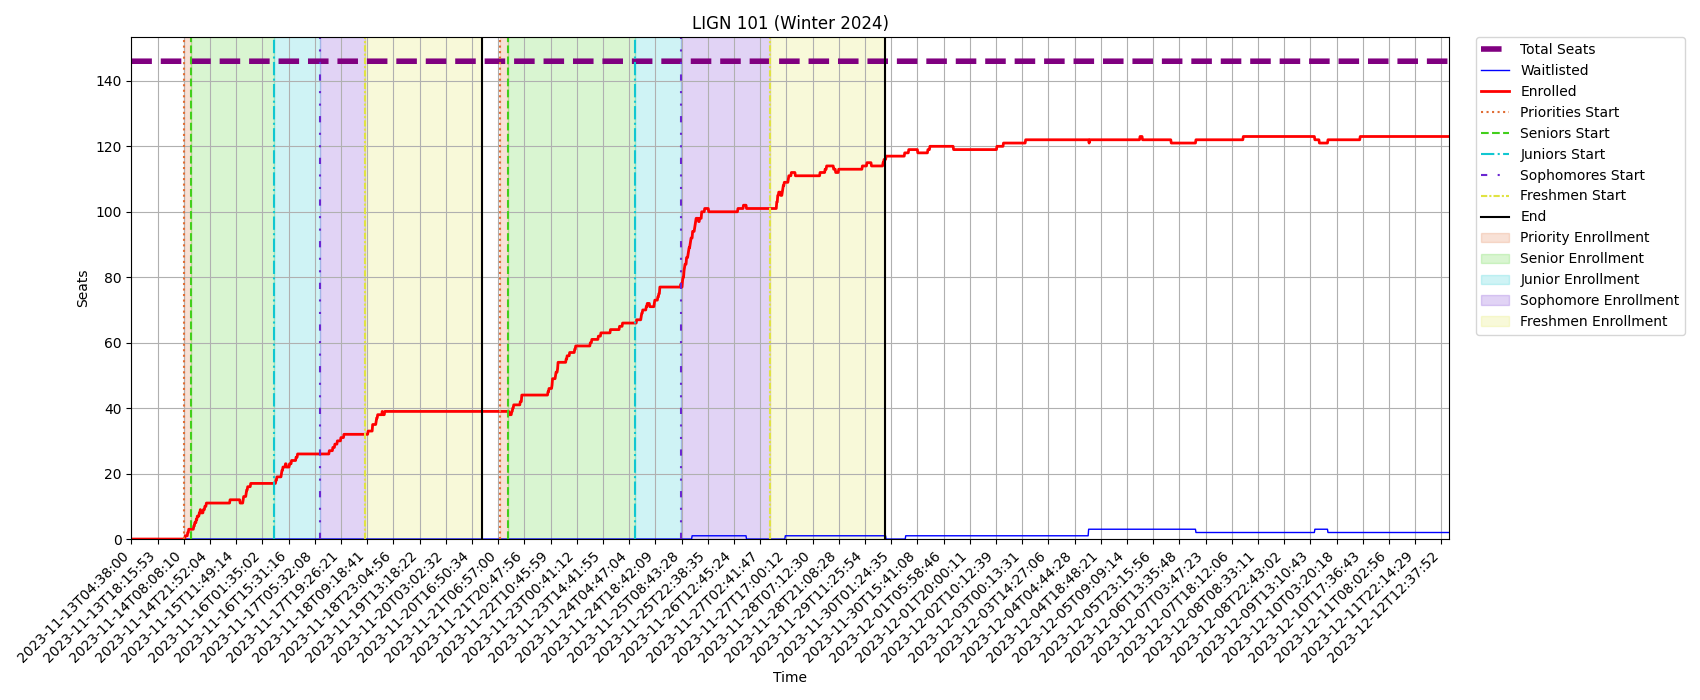 LIGN 101 (Winter 2024)
Seats
140
120
100
80
60
40
20
0
2023-11-13T04:38:00
2023-11-13T18:15:53
2023-11-14T08:08:10
2023-11-14T21:52:04
2023-11-15T11:49:14
2023-11-16T01:35:02
2023-11-16T15:31:16
2023-11-17T05:32:08
2023-11-17T19:26:21
2023-11-18T09:18:41
2023-11-18T23:04:56
2023-11-19T13:18:22
2023-11-20T03:02:32
2023-11-20T16:50:34
2023-11-21T06:57:00
2023-11-21T20:47:56
2023-11-22T10:45:59
2023-11-23T00:41:12
2023-11-23T14:41:55
2023-11-24T04:47:04
2023-11-24T18:42:09
2023-11-25T08:43:28
2023-11-25T22:38:35
2023-11-26T12:45:24
2023-11-27T02:41:47
2023-11-27T17:00:12
2023-11-28T07:12:30
2023-11-28T21:08:28
2023-11-29T11:25:54
2023-11-30T01:24:35
2023-11-30T15:41:08
2023-12-01T05:58:46
2023-12-01T20:00:11
2023-12-02T10:12:39
2023-12-03T00:13:31
2023-12-03T14:27:06
2023-12-04T04:44:28
2023-12-04T18:48:21
2023-12-05T09:09:14
2023-12-05T23:15:56
2023-12-06T13:35:48
2023-12-07T03:47:23
2023-12-07T18:12:06
2023-12-08T08:33:11
2023-12-08T22:43:02
2023-12-09T13:10:43
2023-12-10T03:20:18
2023-12-10T17:36:43
2023-12-11T08:02:56
2023-12-11T22:14:29
2023-12-12T12:37:52
Time
Total Seats
Waitlisted
Enrolled
Priorities Start
Seniors Start
Juniors Start
Sophomores Start
Freshmen Start
End
Priority Enrollment
Senior Enrollment
Junior Enrollment
Sophomore Enrollment
Freshmen Enrollment